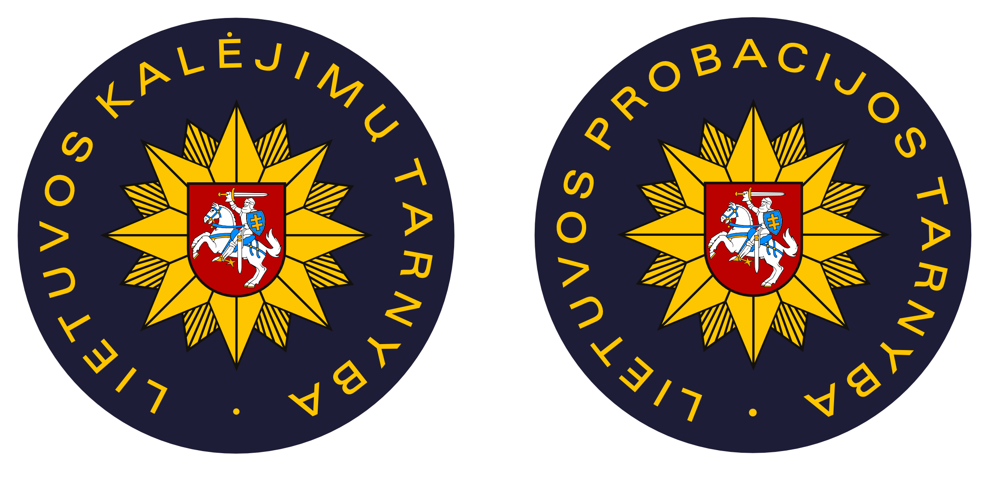 LIETUVOS KALĖJIMŲ TARNYBA
LIETUVOS PROBACIJOS TARNYBA